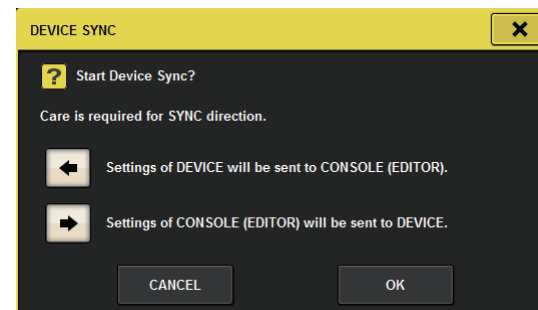 DEVICE SYNC
? Start Device Sync?
Care is required for SYNC direction.
Settings of DEVICE will be sent to CONSOLE (EDITOR).
Settings of CONSOLE (EDITOR) will be sent to DEVICE.
CANCEL OK